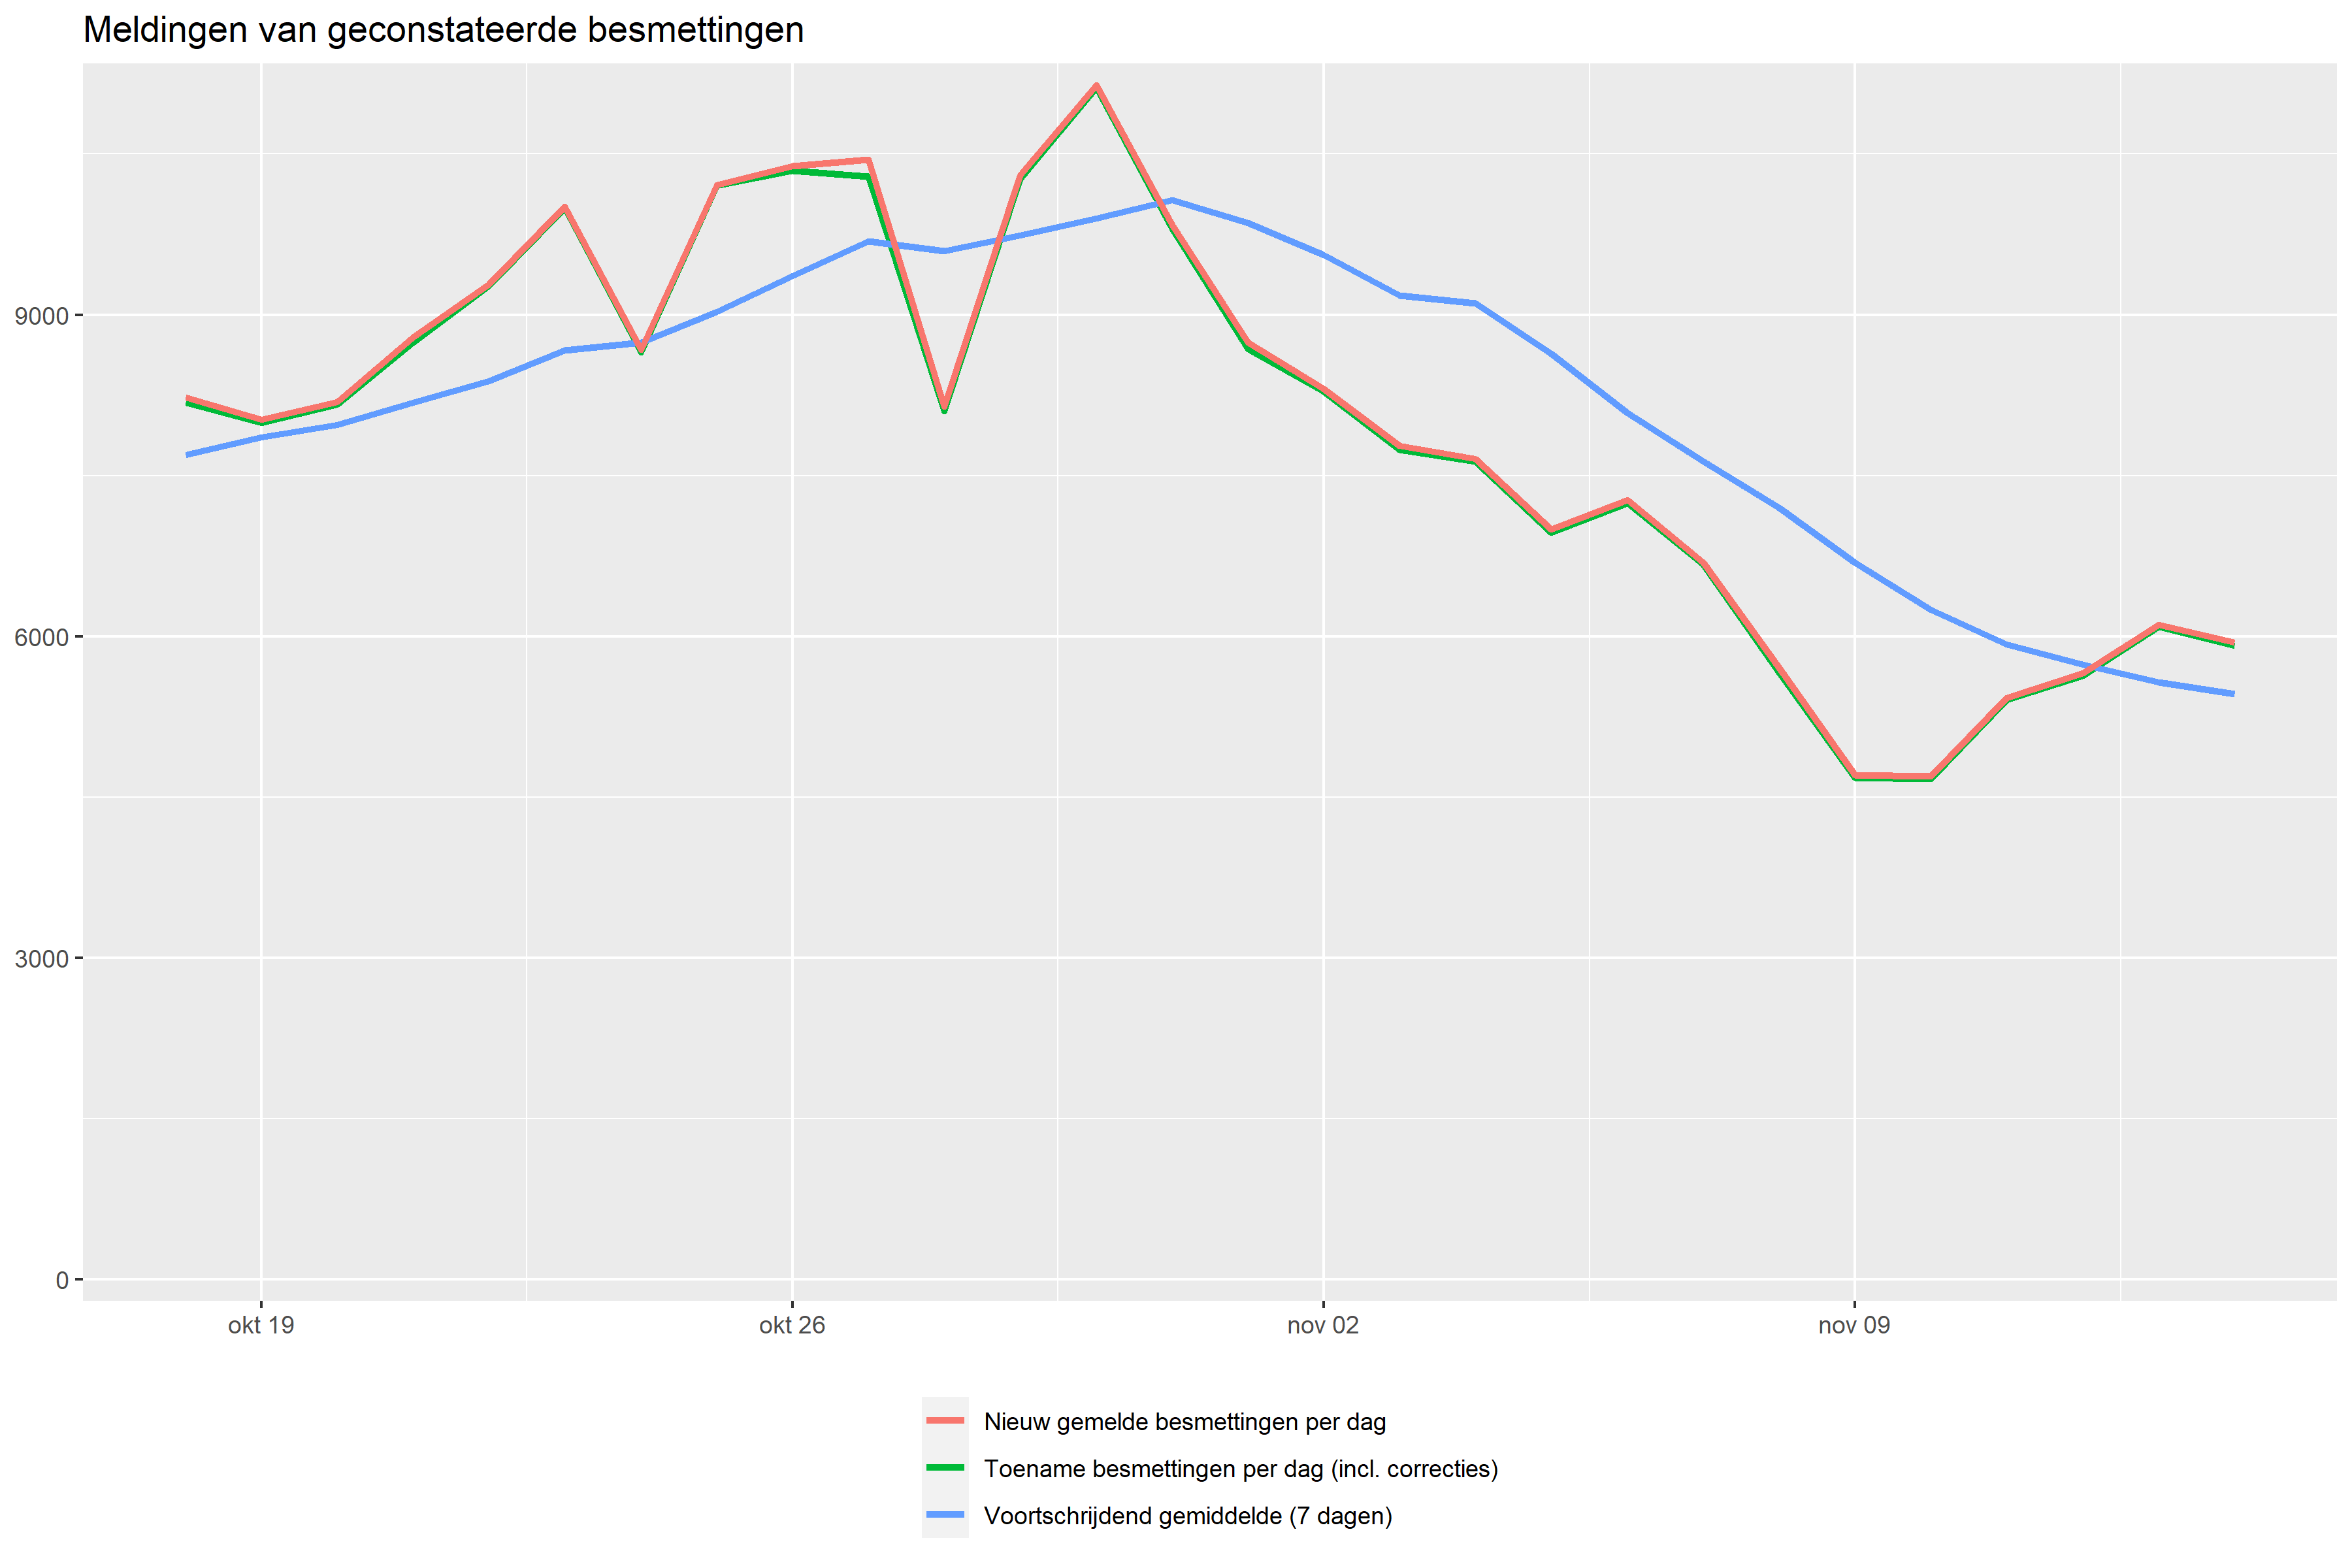 Meldingen van geconstateerde besmettingen
9000
6000
3000
0
okt 19 okt 26 nov 02 nov 09
Nieuw gemelde besmettingen per dag
Toename besmettingen per dag (incl. correcties)
Voortschrijdend gemiddelde (7 dagen)